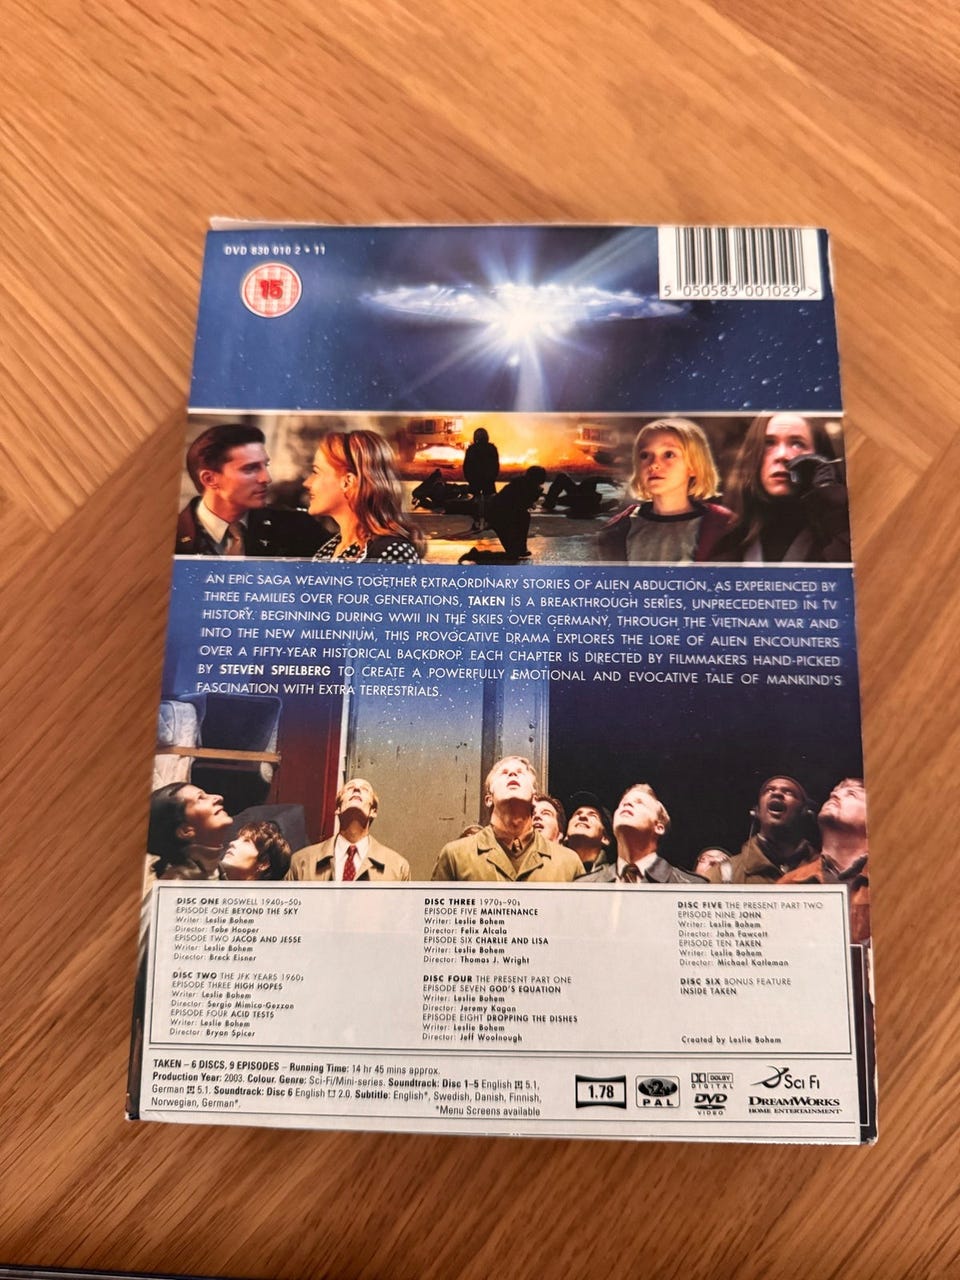 DVD 830 010 2 • 11
15
5 050583 001029 >
AN EPIC SAGA WEAVING TOGETHER EXTRAORDINARY STORIES OF ALIEN ABDUCTION, AS EXPERIENCED BY
THREE FAMILIES OVER FOUR GENERATIONS, TAKEN IS A BREAKTHROUGH SERIES, UNPRECEDENTED IN TV
HISTORY. BEGINNING DURING WWII IN THE SKIES OVER GERMANY, THROUGH THE VIETNAM WAR AND
INTO THE NEW MILLENNIUM, THIS PROVOCATIVE DRAMA EXPLORES THE LORE OF ALIEN ENCOUNTERS
OVER A FIFTY-YEAR HISTORICAL BACKDROP. EACH CHAPTER IS DIRECTED BY FILMMAKERS HAND-PICKED
BY STEVEN SPIELBERG TO CREATE A POWERFULLY EMOTIONAL AND EVOCATIVE TALE OF MANKIND'S
FASCINATION WITH EXTRA TERRESTRIALS.
DISC ONE ROSWELL 1940s–50s
EPISODE ONE BEYOND THE SKY
Writer: Leslie Bohem
Director: Tobe Hooper
EPISODE TWO JACOB AND JESSE
Writer: Leslie Bohem
Director: Breck Eisner
DISC TWO THE JFK YEARS 1960s
EPISODE THREE HIGH HOPES
Writer: Leslie Bohem
Director: Sergio Mimica-Gezzan
EPISODE FOUR ACID TESTS
Writer: Leslie Bohem
Director: Bryan Spicer
DISC THREE 1970s–90s
EPISODE FIVE MAINTENANCE
Writer: Leslie Bohem
Director: Felix Alcala
EPISODE SIX CHARLIE AND LISA
Writer: Leslie Bohem
Director: Thomas J. Wright
DISC FOUR THE PRESENT PART ONE
EPISODE SEVEN GOD'S EQUATION
Writer: Leslie Bohem
Director: Jeremy Kagan
EPISODE EIGHT DROPPING THE DISHES
Writer: Leslie Bohem
Director: Jeff Woolnough
DISC FIVE THE PRESENT PART TWO
EPISODE NINE JOHN
Writer: Leslie Bohem
Director: John Fawcett
EPISODE TEN TAKEN
Writer: Leslie Bohem
Director: Michael Katleman
DISC SIX BONUS FEATURE
INSIDE TAKEN
Created by Leslie Bohem
TAKEN – 6 DISCS, 9 EPISODES – Running Time: 14 hr 45 mins approx.
Production Year: 2003. Colour. Genre: Sci-Fi/Mini-series. Soundtrack: Disc 1–5 English 5.1,
German 5.1. Soundtrack: Disc 6 English 2.0. Subtitle: English*, Swedish, Danish, Finnish,
Norwegian, German*.
*Menu Screens available
1.78
2
PAL
DOLBY
DIGITAL
DVD
VIDEO
SCI FI
DREAMWORKS
HOME ENTERTAINMENT